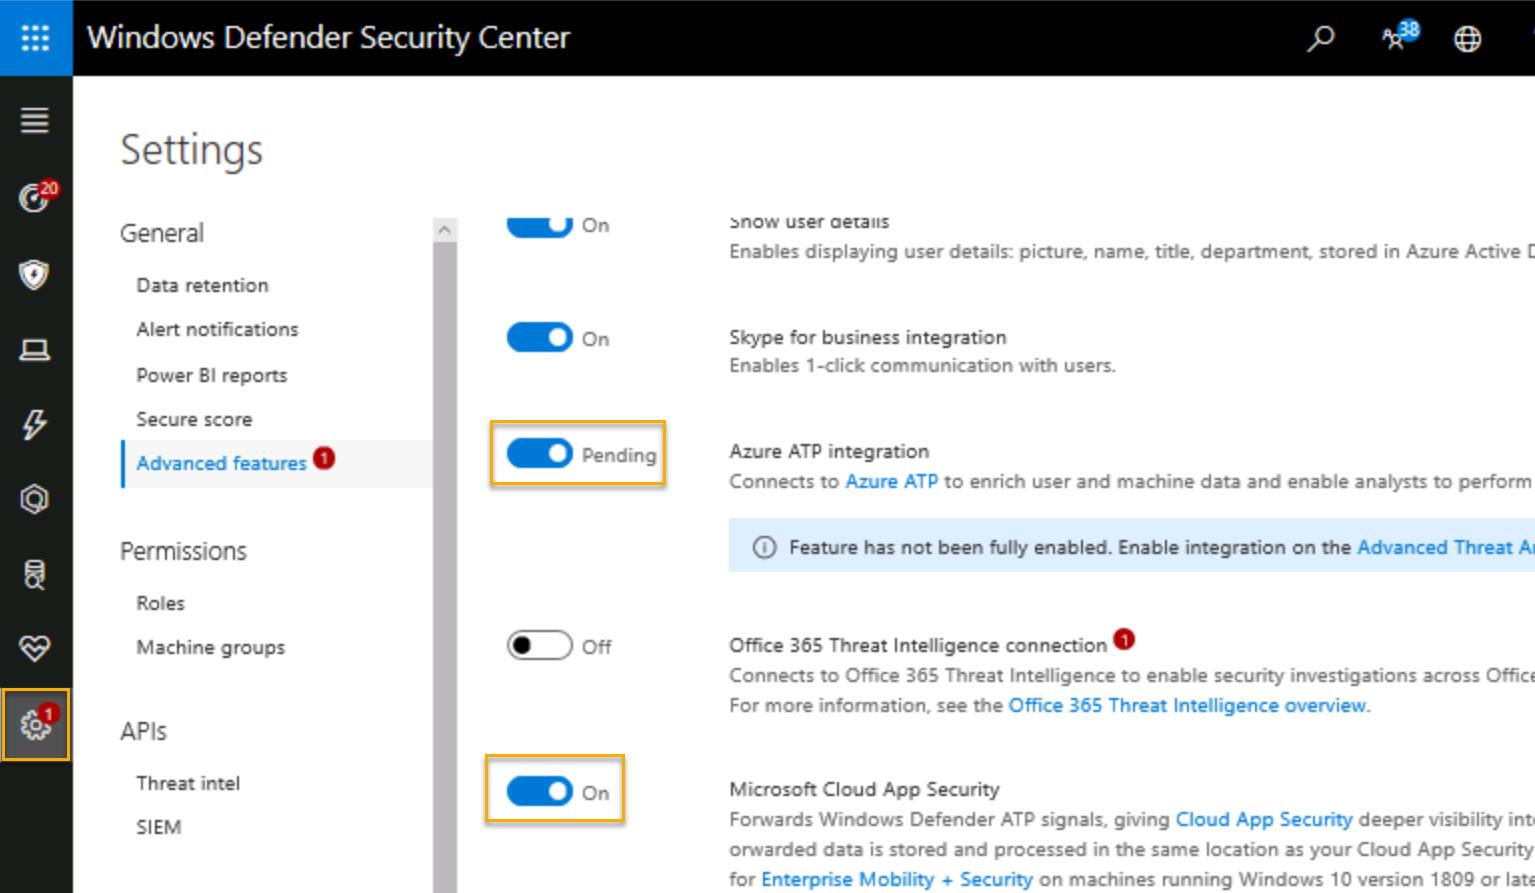 Windows Defender Security Center
38
20
1
Settings
General
Data retention
Alert notifications
Power BI reports
Secure score
Advanced features 1
Permissions
Roles
Machine groups
APIs
Threat intel
SIEM
On
Show user details
Enables displaying user details: picture, name, title, department, stored in Azure Active D
On
Skype for business integration
Enables 1-click communication with users.
Pending
Azure ATP integration
Connects to Azure ATP to enrich user and machine data and enable analysts to perform
Feature has not been fully enabled. Enable integration on the Advanced Threat An
Off
Office 365 Threat Intelligence connection 1
Connects to Office 365 Threat Intelligence to enable security investigations across Office
For more information, see the Office 365 Threat Intelligence overview.
On
Microsoft Cloud App Security
Forwards Windows Defender ATP signals, giving Cloud App Security deeper visibility into
orwarded data is stored and processed in the same location as your Cloud App Security
for Enterprise Mobility + Security on machines running Windows 10 version 1809 or late